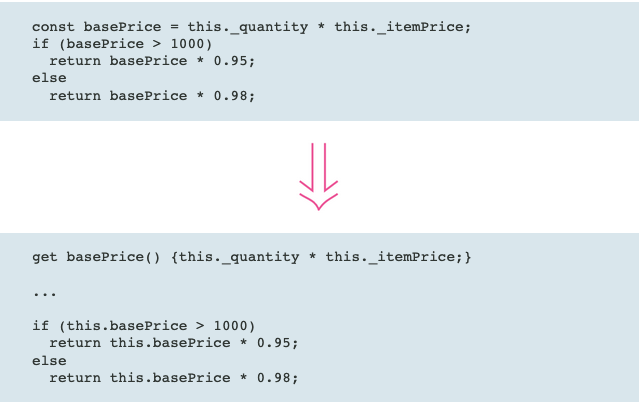 const basePrice = this._quantity * this._itemPrice;
if (basePrice > 1000)
  return basePrice * 0.95;
else
  return basePrice * 0.98;
get basePrice() {this._quantity * this._itemPrice;}
...
if (this.basePrice > 1000)
  return this.basePrice * 0.95;
else
  return this.basePrice * 0.98;